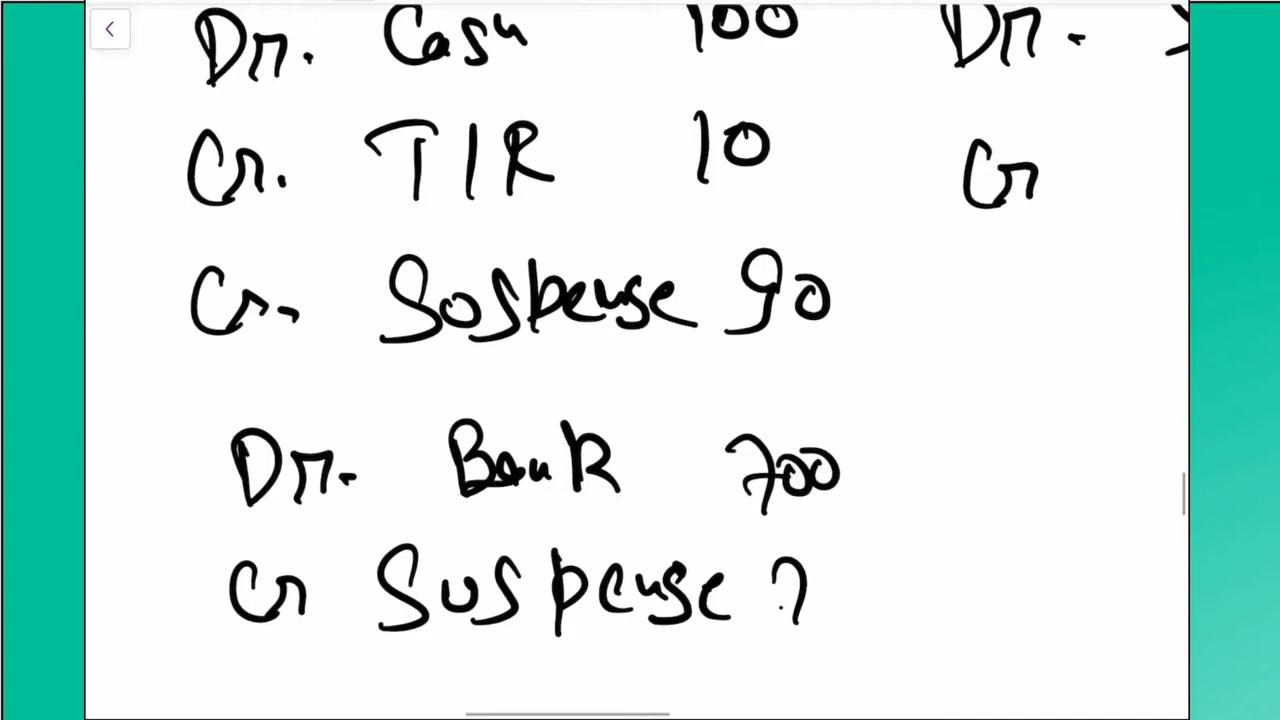 Dr. Cash 100 Dr.
Cr. T/R 10 Cr
Cr. Suspense 90
Dr. Bank 700
Cr Suspense ?